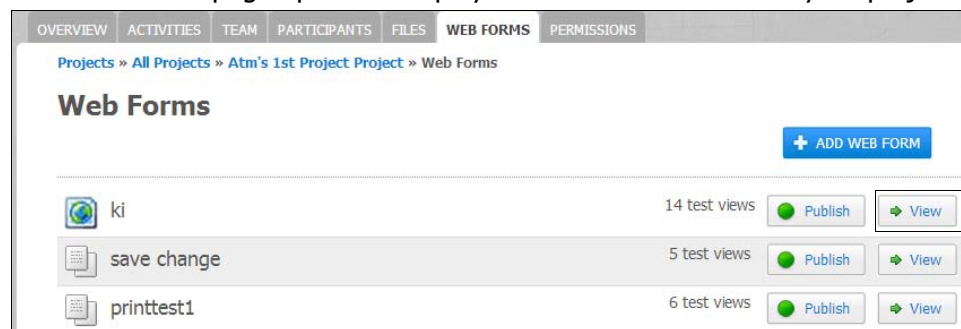 OVERVIEW ACTIVITIES TEAM PARTICIPANTS FILES WEB FORMS PERMISSIONS
Projects » All Projects » Atm's 1st Project Project » Web Forms
Web Forms
+ ADD WEB FORM
ki 14 test views Publish View
save change 5 test views Publish View
printtest1 6 test views Publish View